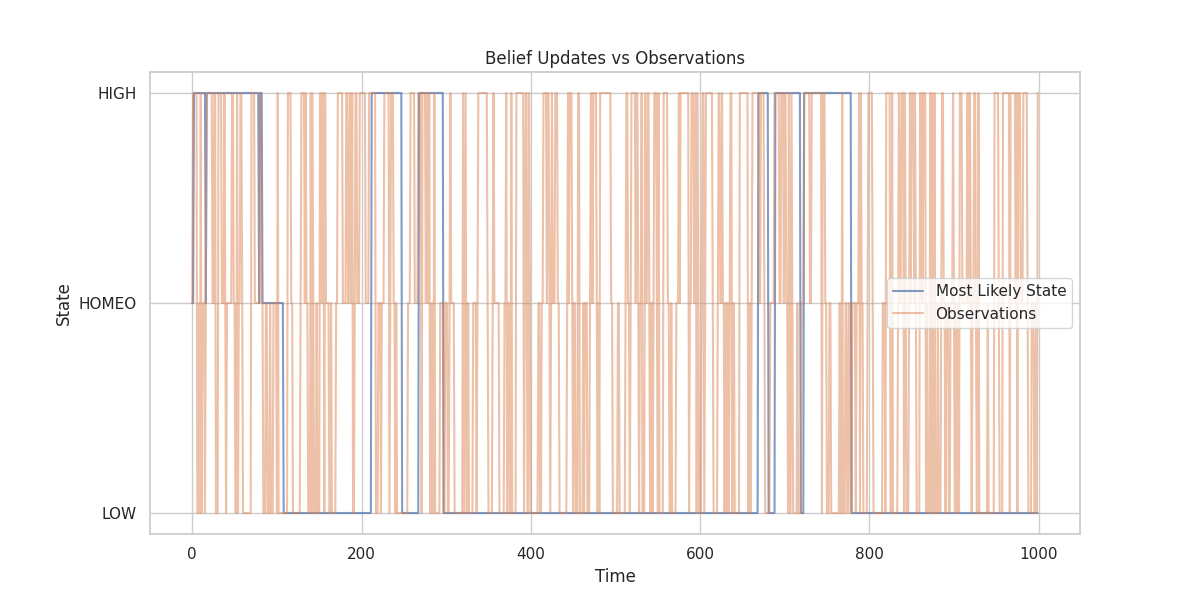 Belief Updates vs Observations
HIGH
HOMEO
LOW
State
Most Likely State
Observations
0 200 400 600 800 1000
Time